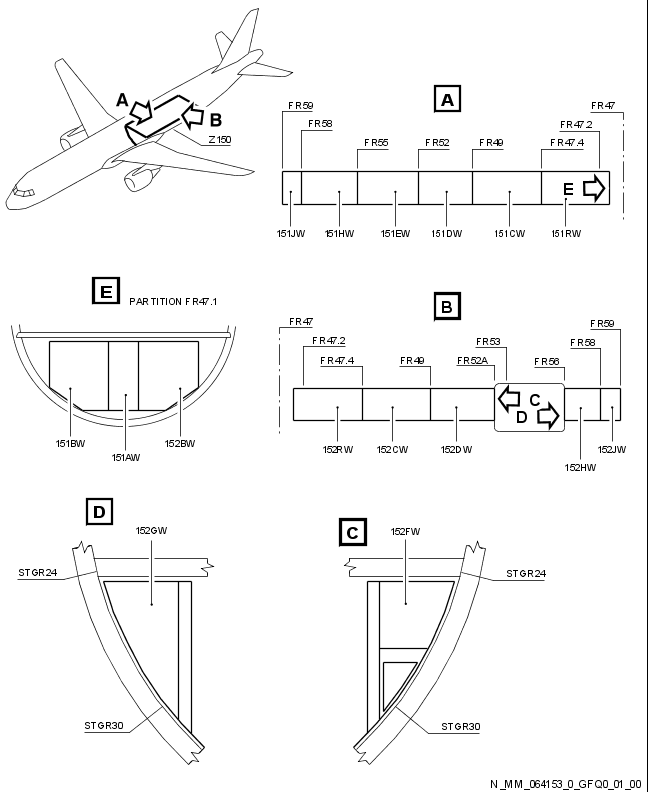 A
B
Z150
A
FR59
FR47
FR58
FR47.2
FR55
FR52
FR49
FR47.4
E
151JW
151HW
151EW
151DW
151CW
151RW
E
PARTITION FR47.1
151BW
151AW
152BW
B
FR47
FR59
FR47.2
FR53
FR58
FR47.4
FR49
FR52A
FR56
C
D
152RW
152CW
152DW
152JW
152HW
D
152GW
STGR24
STGR30
C
152FW
STGR24
STGR30
N_MM_064153_0_GFQ0_01_00